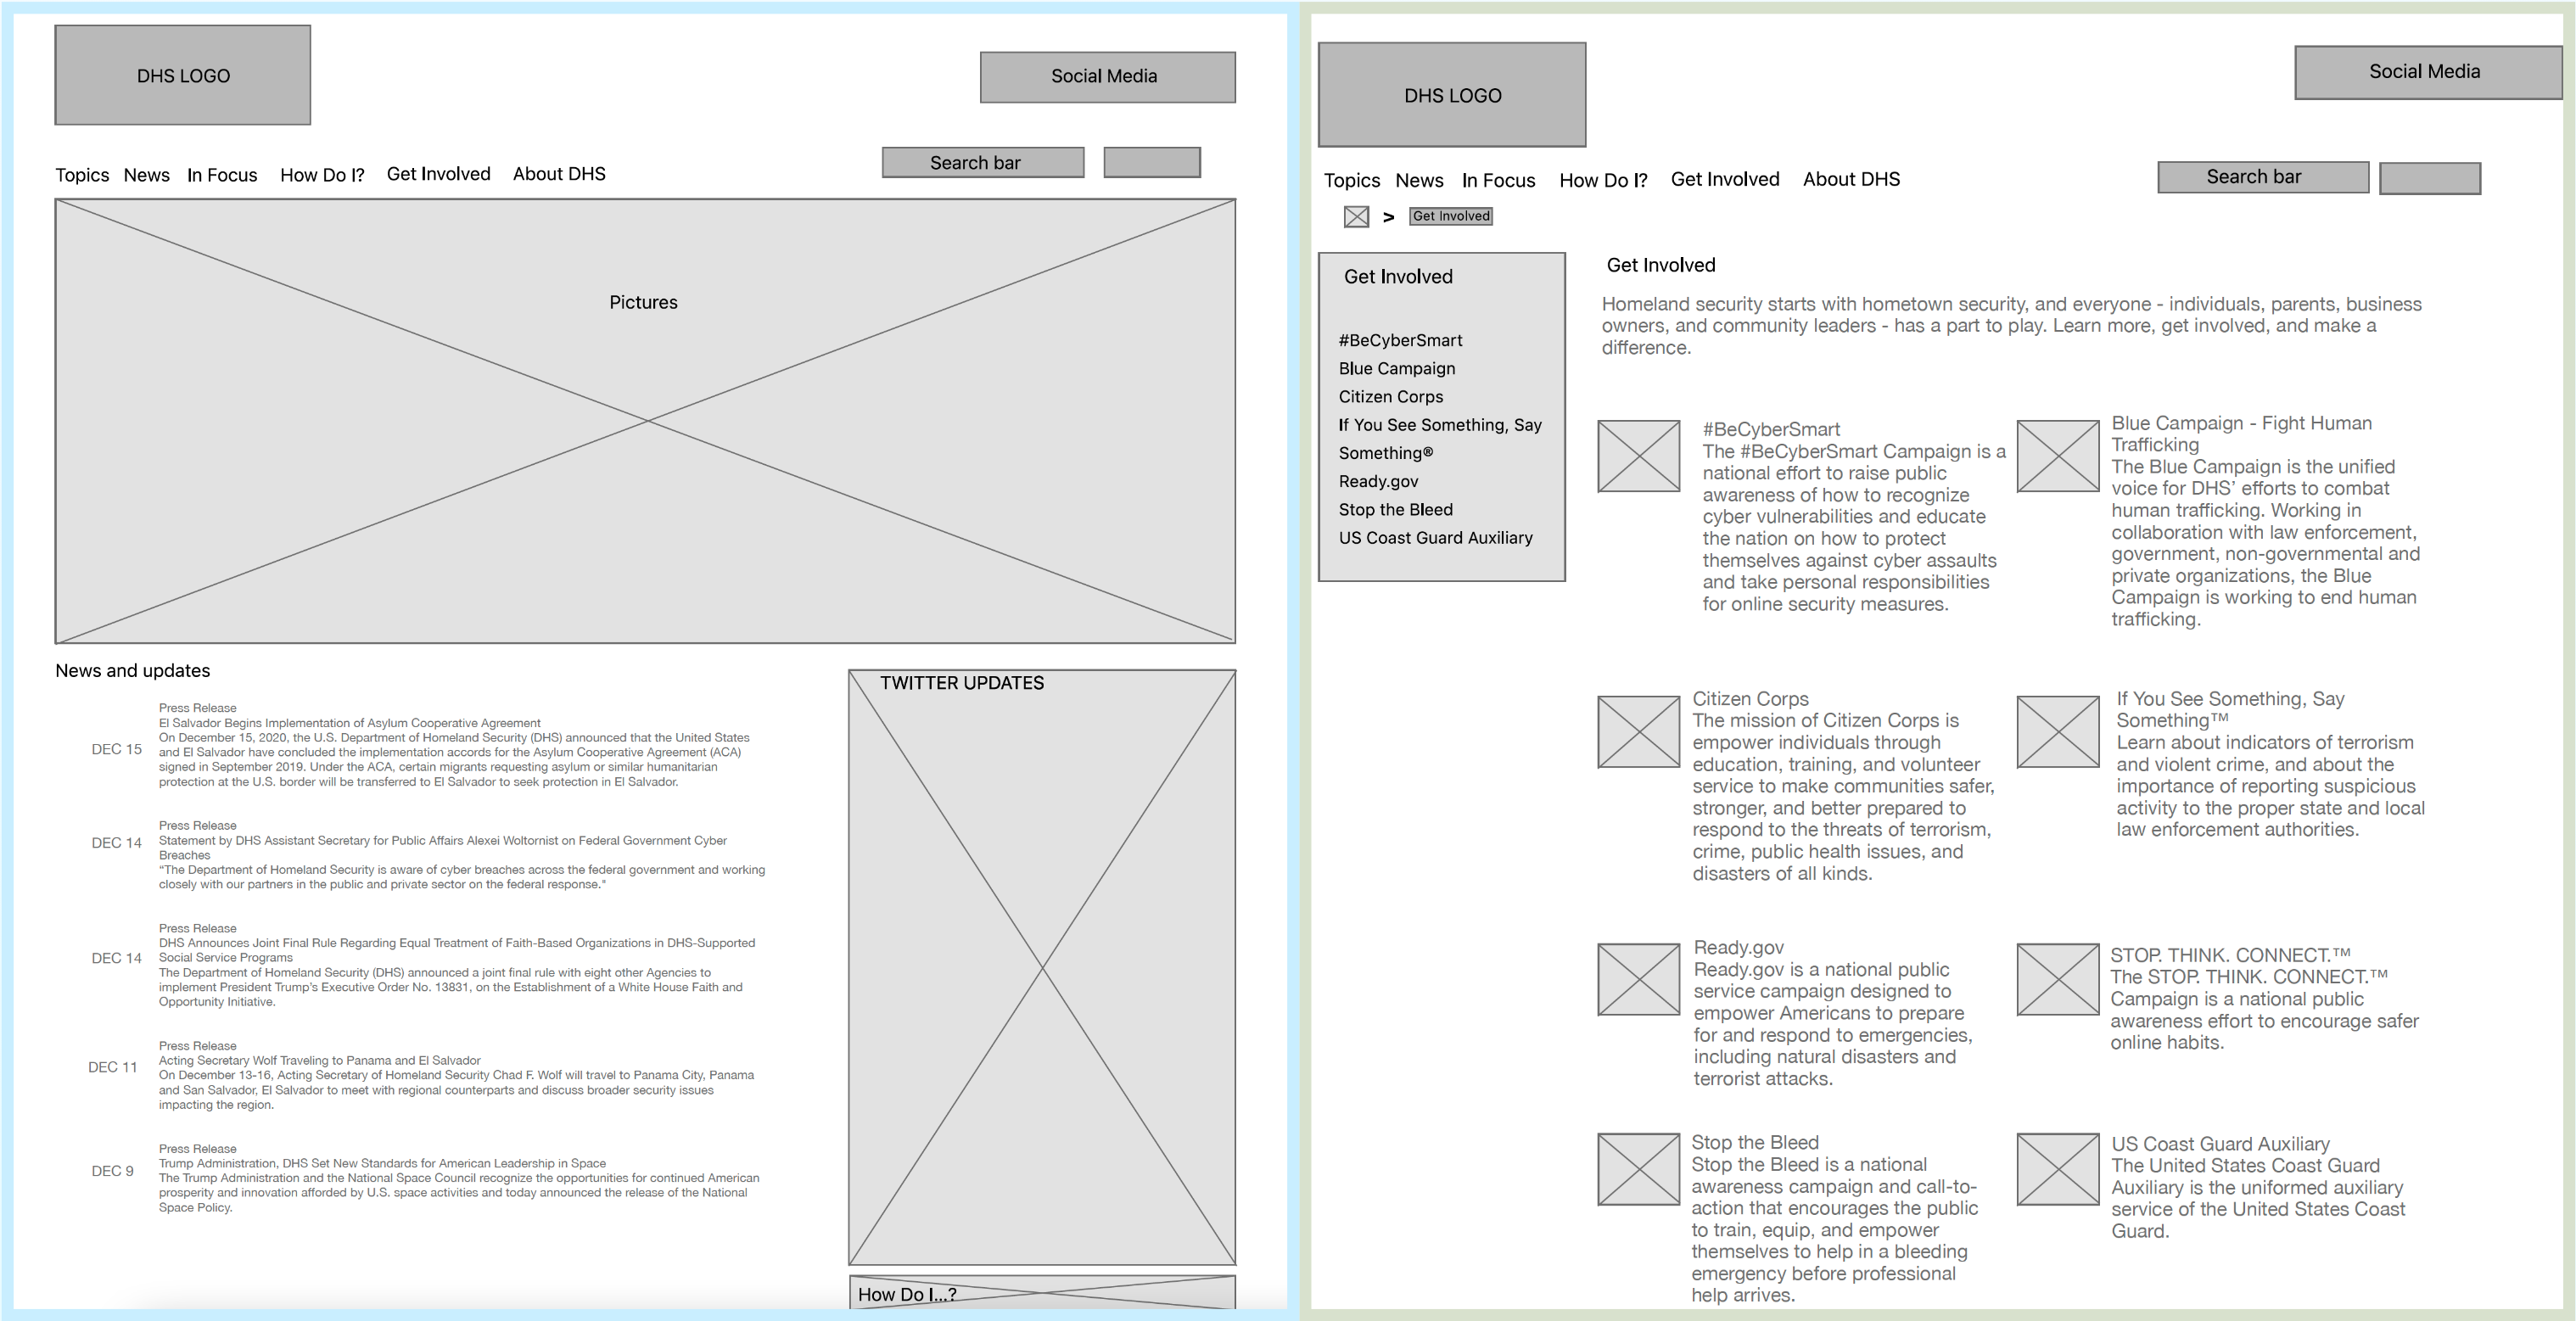 DHS LOGO
Social Media
Topics News In Focus How Do I? Get Involved About DHS
Search bar
Pictures
News and updates
DEC 15
Press Release
El Salvador Begins Implementation of Asylum Cooperative Agreement
On December 15, 2020, the U.S. Department of Homeland Security (DHS) announced that the United States
and El Salvador have concluded the implementation accords for the Asylum Cooperative Agreement (ACA)
signed in September 2019. Under the ACA, certain migrants requesting asylum or similar humanitarian
protection at the U.S. border will be transferred to El Salvador to seek protection in El Salvador.
DEC 14
Press Release
Statement by DHS Assistant Secretary for Public Affairs Alexei Woltornist on Federal Government Cyber
Breaches
“The Department of Homeland Security is aware of cyber breaches across the federal government and working
closely with our partners in the public and private sector on the federal response."
DEC 14
Press Release
DHS Announces Joint Final Rule Regarding Equal Treatment of Faith-Based Organizations in DHS-Supported
Social Service Programs
The Department of Homeland Security (DHS) announced a joint final rule with eight other Agencies to
implement President Trump’s Executive Order No. 13831, on the Establishment of a White House Faith and
Opportunity Initiative.
DEC 11
Press Release
Acting Secretary Wolf Traveling to Panama and El Salvador
On December 13-16, Acting Secretary of Homeland Security Chad F. Wolf will travel to Panama City, Panama
and San Salvador, El Salvador to meet with regional counterparts and discuss broader security issues
impacting the region.
DEC 9
Press Release
Trump Administration, DHS Set New Standards for American Leadership in Space
The Trump Administration and the National Space Council recognize the opportunities for continued American
prosperity and innovation afforded by U.S. space activities and today announced the release of the National
Space Policy.
TWITTER UPDATES
How Do I...?
DHS LOGO
Social Media
Topics News In Focus How Do I? Get Involved About DHS
Search bar
> Get Involved
Get Involved
#BeCyberSmart
Blue Campaign
Citizen Corps
If You See Something, Say
Something®
Ready.gov
Stop the Bleed
US Coast Guard Auxiliary
Get Involved
Homeland security starts with hometown security, and everyone - individuals, parents, business
owners, and community leaders - has a part to play. Learn more, get involved, and make a
difference.
#BeCyberSmart
The #BeCyberSmart Campaign is a
national effort to raise public
awareness of how to recognize
cyber vulnerabilities and educate
the nation on how to protect
themselves against cyber assaults
and take personal responsibilities
for online security measures.
Blue Campaign - Fight Human
Trafficking
The Blue Campaign is the unified
voice for DHS’ efforts to combat
human trafficking. Working in
collaboration with law enforcement,
government, non-governmental and
private organizations, the Blue
Campaign is working to end human
trafficking.
Citizen Corps
The mission of Citizen Corps is
empower individuals through
education, training, and volunteer
service to make communities safer,
stronger, and better prepared to
respond to the threats of terrorism,
crime, public health issues, and
disasters of all kinds.
If You See Something, Say
Something™
Learn about indicators of terrorism
and violent crime, and about the
importance of reporting suspicious
activity to the proper state and local
law enforcement authorities.
Ready.gov
Ready.gov is a national public
service campaign designed to
empower Americans to prepare
for and respond to emergencies,
including natural disasters and
terrorist attacks.
STOP. THINK. CONNECT.™
The STOP. THINK. CONNECT.™
Campaign is a national public
awareness effort to encourage safer
online habits.
Stop the Bleed
Stop the Bleed is a national
awareness campaign and call-to-
action that encourages the public
to train, equip, and empower
themselves to help in a bleeding
emergency before professional
help arrives.
US Coast Guard Auxiliary
The United States Coast Guard
Auxiliary is the uniformed auxiliary
service of the United States Coast
Guard.